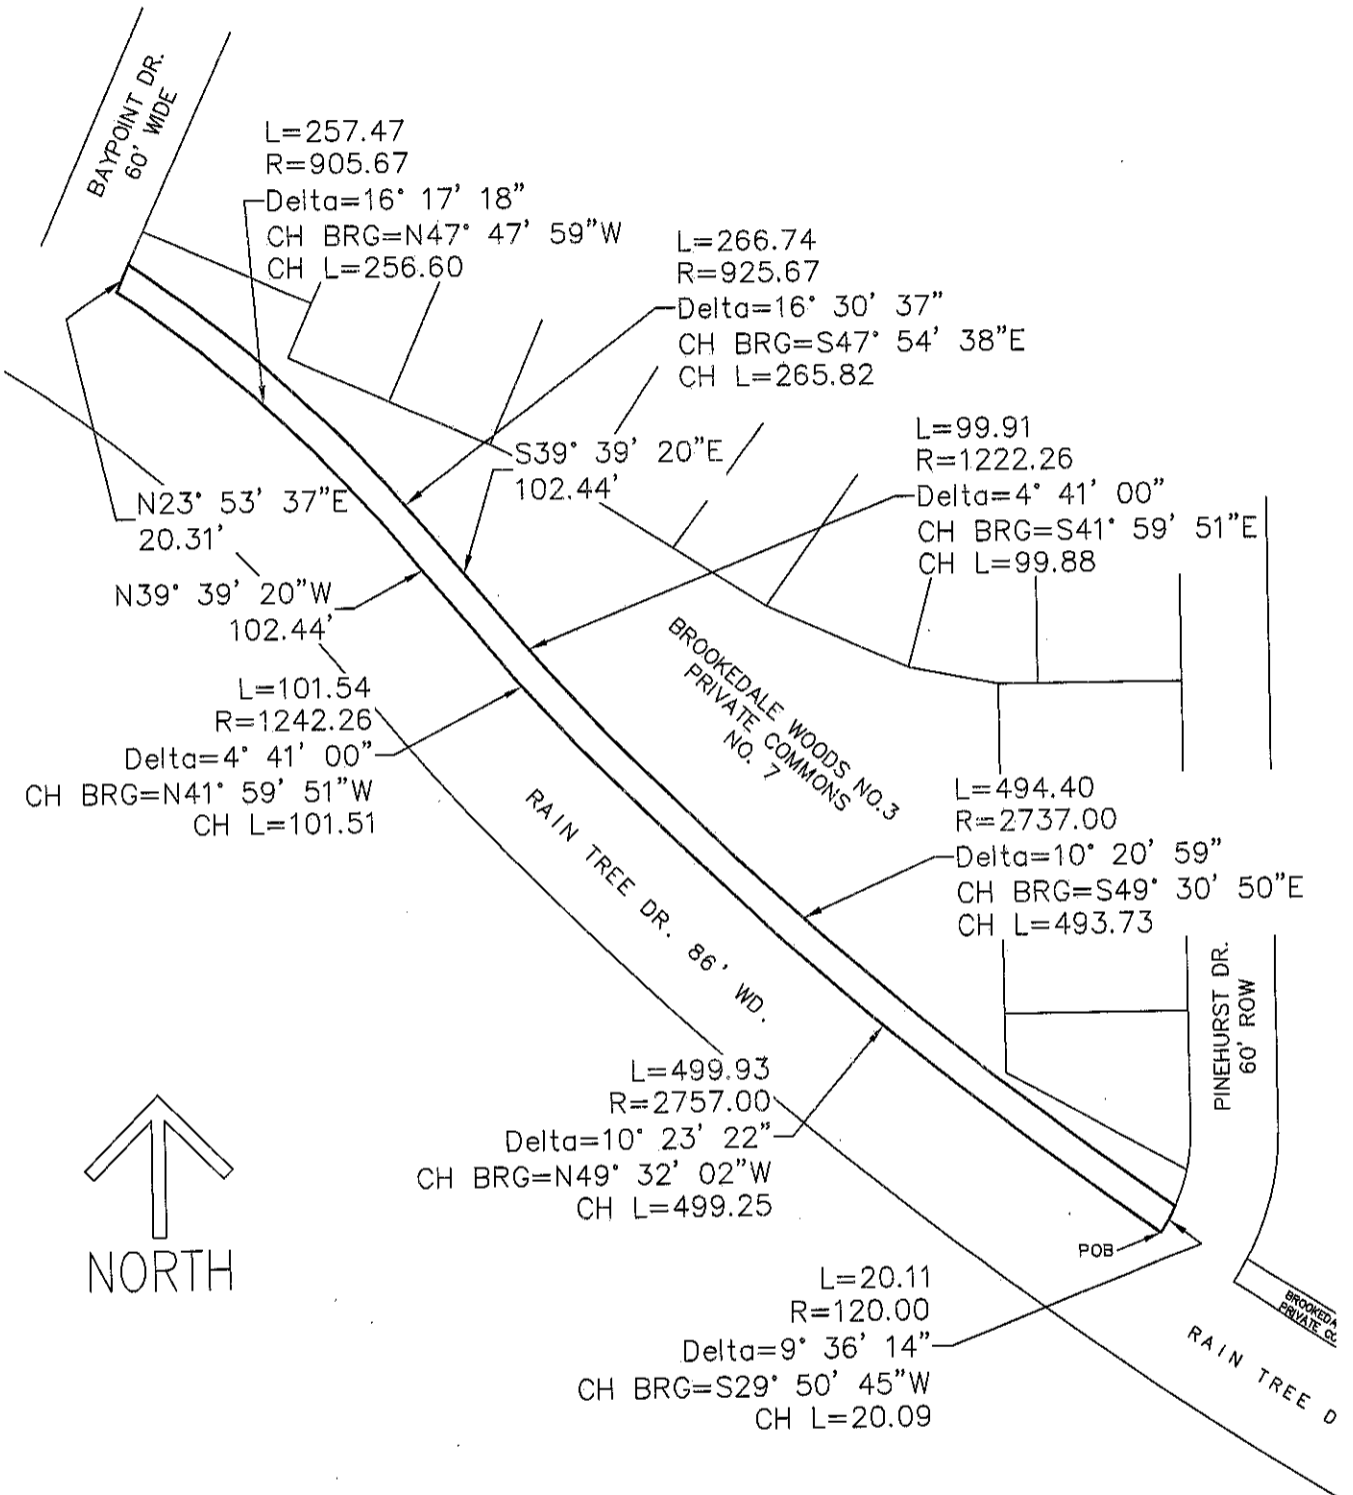 BAYPOINT DR.
60' WIDE
L=257.47
R=905.67
Delta=16° 17' 18"
CH BRG=N47° 47' 59"W
CH L=256.60
L=266.74
R=925.67
Delta=16° 30' 37"
CH BRG=S47° 54' 38"E
CH L=265.82
S39° 39' 20"E
102.44'
L=99.91
R=1222.26
Delta=4° 41' 00"
CH BRG=S41° 59' 51"E
CH L=99.88
N23° 53' 37"E
20.31'
N39° 39' 20"W
102.44'
L=101.54
R=1242.26
Delta=4° 41' 00"
CH BRG=N41° 59' 51"W
CH L=101.51
BROOKEDALE WOODS NO.3
PRIVATE COMMONS
NO. 7
RAIN TREE DR. 86' WD.
L=494.40
R=2737.00
Delta=10° 20' 59"
CH BRG=S49° 30' 50"E
CH L=493.73
PINEHURST DR.
60' ROW
L=499.93
R=2757.00
Delta=10° 23' 22"
CH BRG=N49° 32' 02"W
CH L=499.25
NORTH
POB
L=20.11
R=120.00
Delta=9° 36' 14"
CH BRG=S29° 50' 45"W
CH L=20.09
BROOKEDA
PRIVATE CO
RAIN TREE D